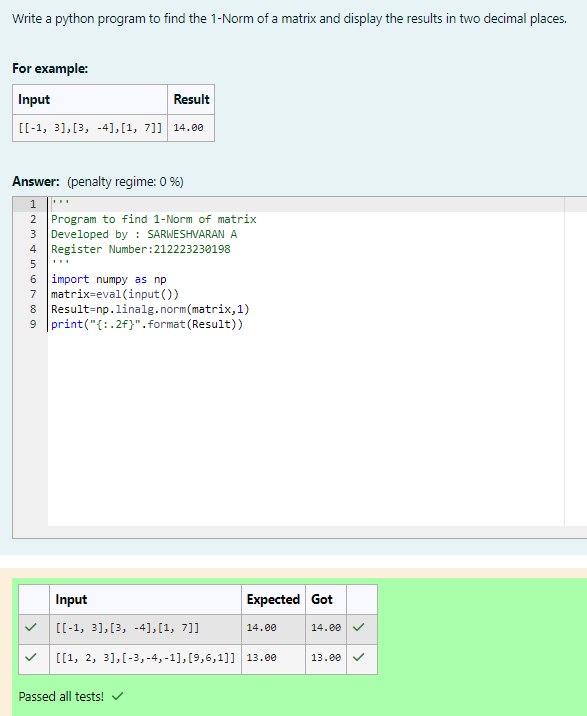 Write a python program to find the 1-Norm of a matrix and display the results in two decimal places.
For example:
Input Result
[[-1, 3],[3, -4],[1, 7]] 14.00
Answer: (penalty regime: 0 %)
1 '''
2 Program to find 1-Norm of matrix
3 Developed by : SARWESHVARAN A
4 Register Number:212223230198
5 '''
6 import numpy as np
7 matrix=eval(input())
8 Result=np.linalg.norm(matrix,1)
9 print("{:.2f}".format(Result))
Input Expected Got
[[-1, 3],[3, -4],[1, 7]] 14.00 14.00
[[1, 2, 3],[-3,-4,-1],[9,6,1]] 13.00 13.00
Passed all tests!